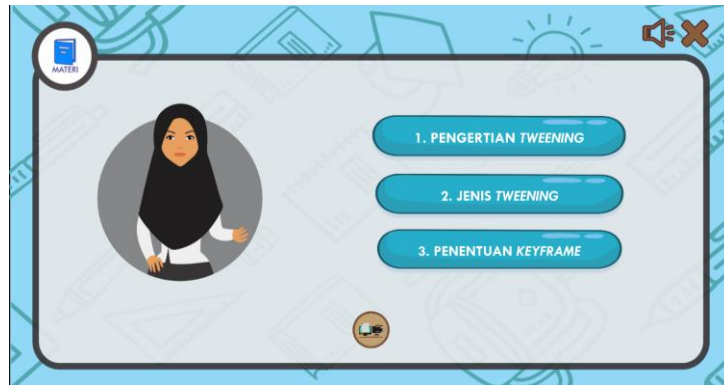 MATERI
1. PENGERTIAN TWEENING
2. JENIS TWEENING
3. PENENTUAN KEYFRAME